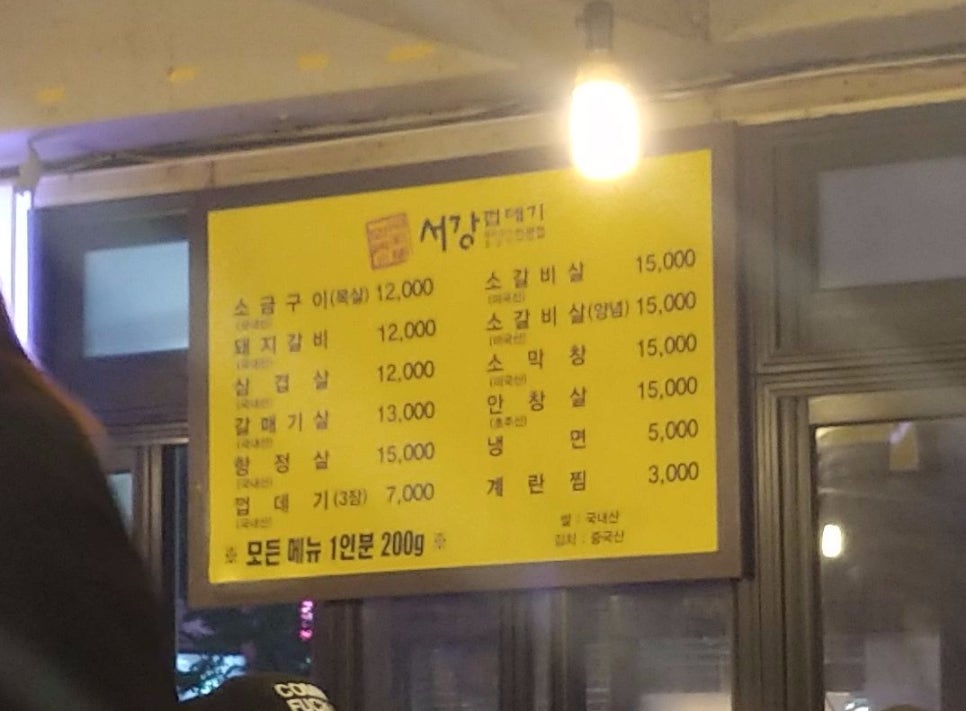 서강 껍데기
소금구이(목살) 12,000
(국내산)
돼지갈비 12,000
(국내산)
삼겹살 12,000
(국내산)
갈매기살 13,000
(국내산)
항정살 15,000
(국내산)
껍데기(3장) 7,000
(국내산)
※ 모든 메뉴 1인분 200g ※
소갈비살 15,000
(미국산)
소갈비살(양념) 15,000
(미국산)
소막창 15,000
(미국산)
안창살 15,000
(호주산)
냉면 5,000
계란찜 3,000
쌀 : 국내산
김치 : 중국산